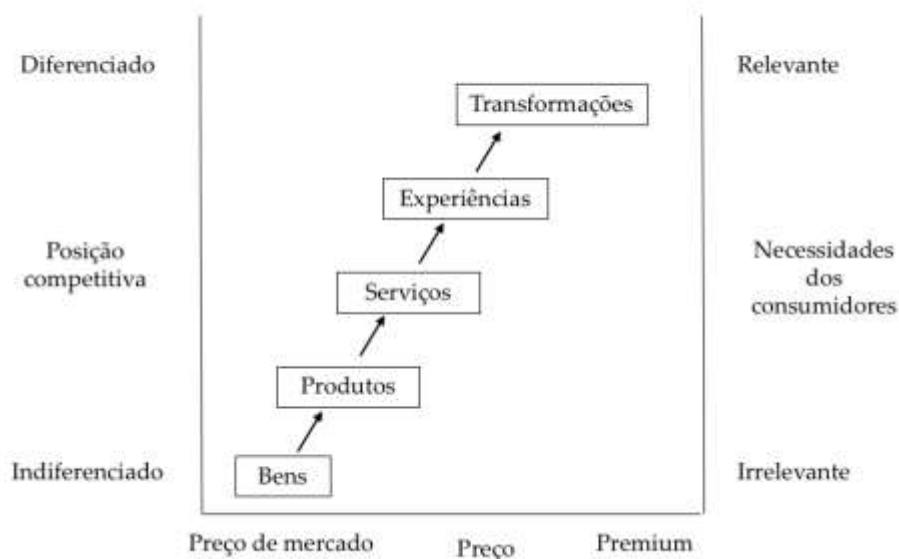 Diferenciado
Relevante
Transformações
Experiências
Posição
competitiva
Necessidades
dos
consumidores
Serviços
Produtos
Indiferenciado
Bens
Irrelevante
Preço de mercado
Preço
Premium